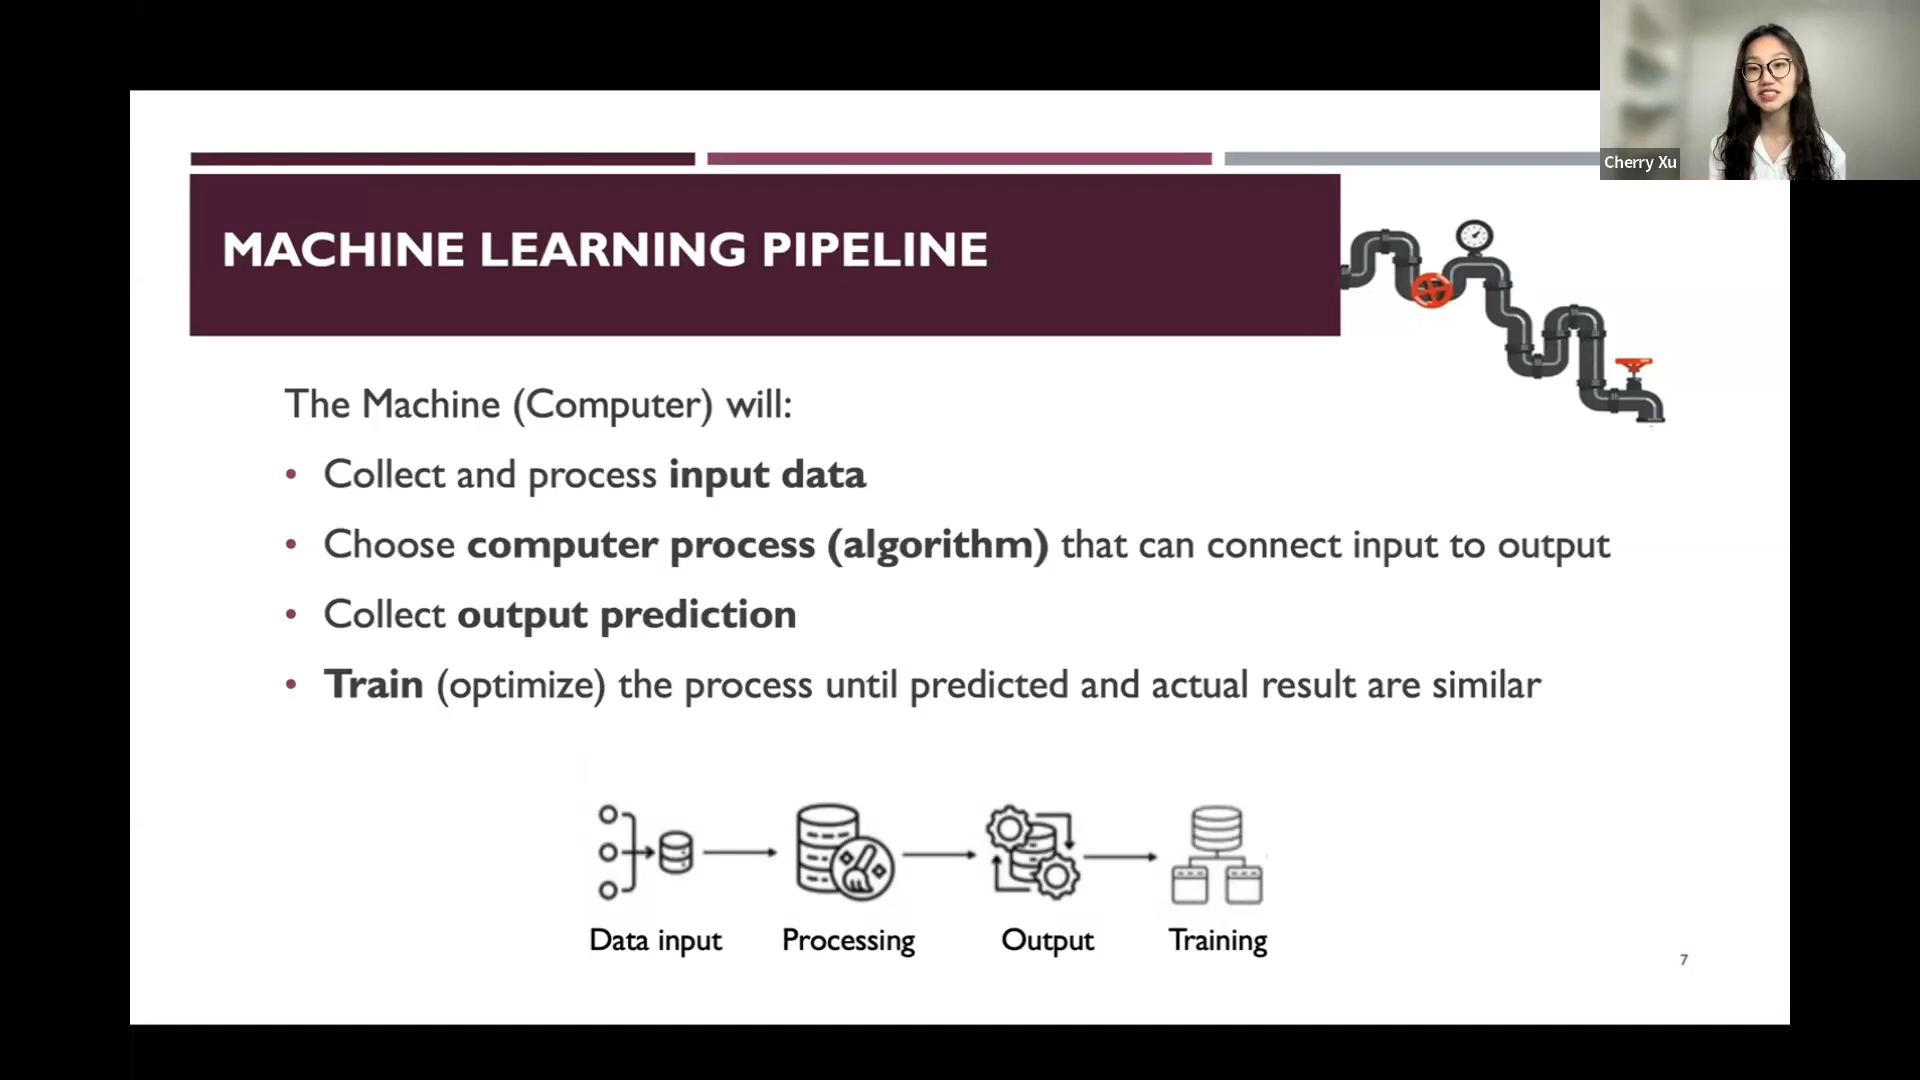 Cherry Xu
MACHINE LEARNING PIPELINE
The Machine (Computer) will:
• Collect and process input data
• Choose computer process (algorithm) that can connect input to output
• Collect output prediction
• Train (optimize) the process until predicted and actual result are similar
Data input Processing Output Training
7